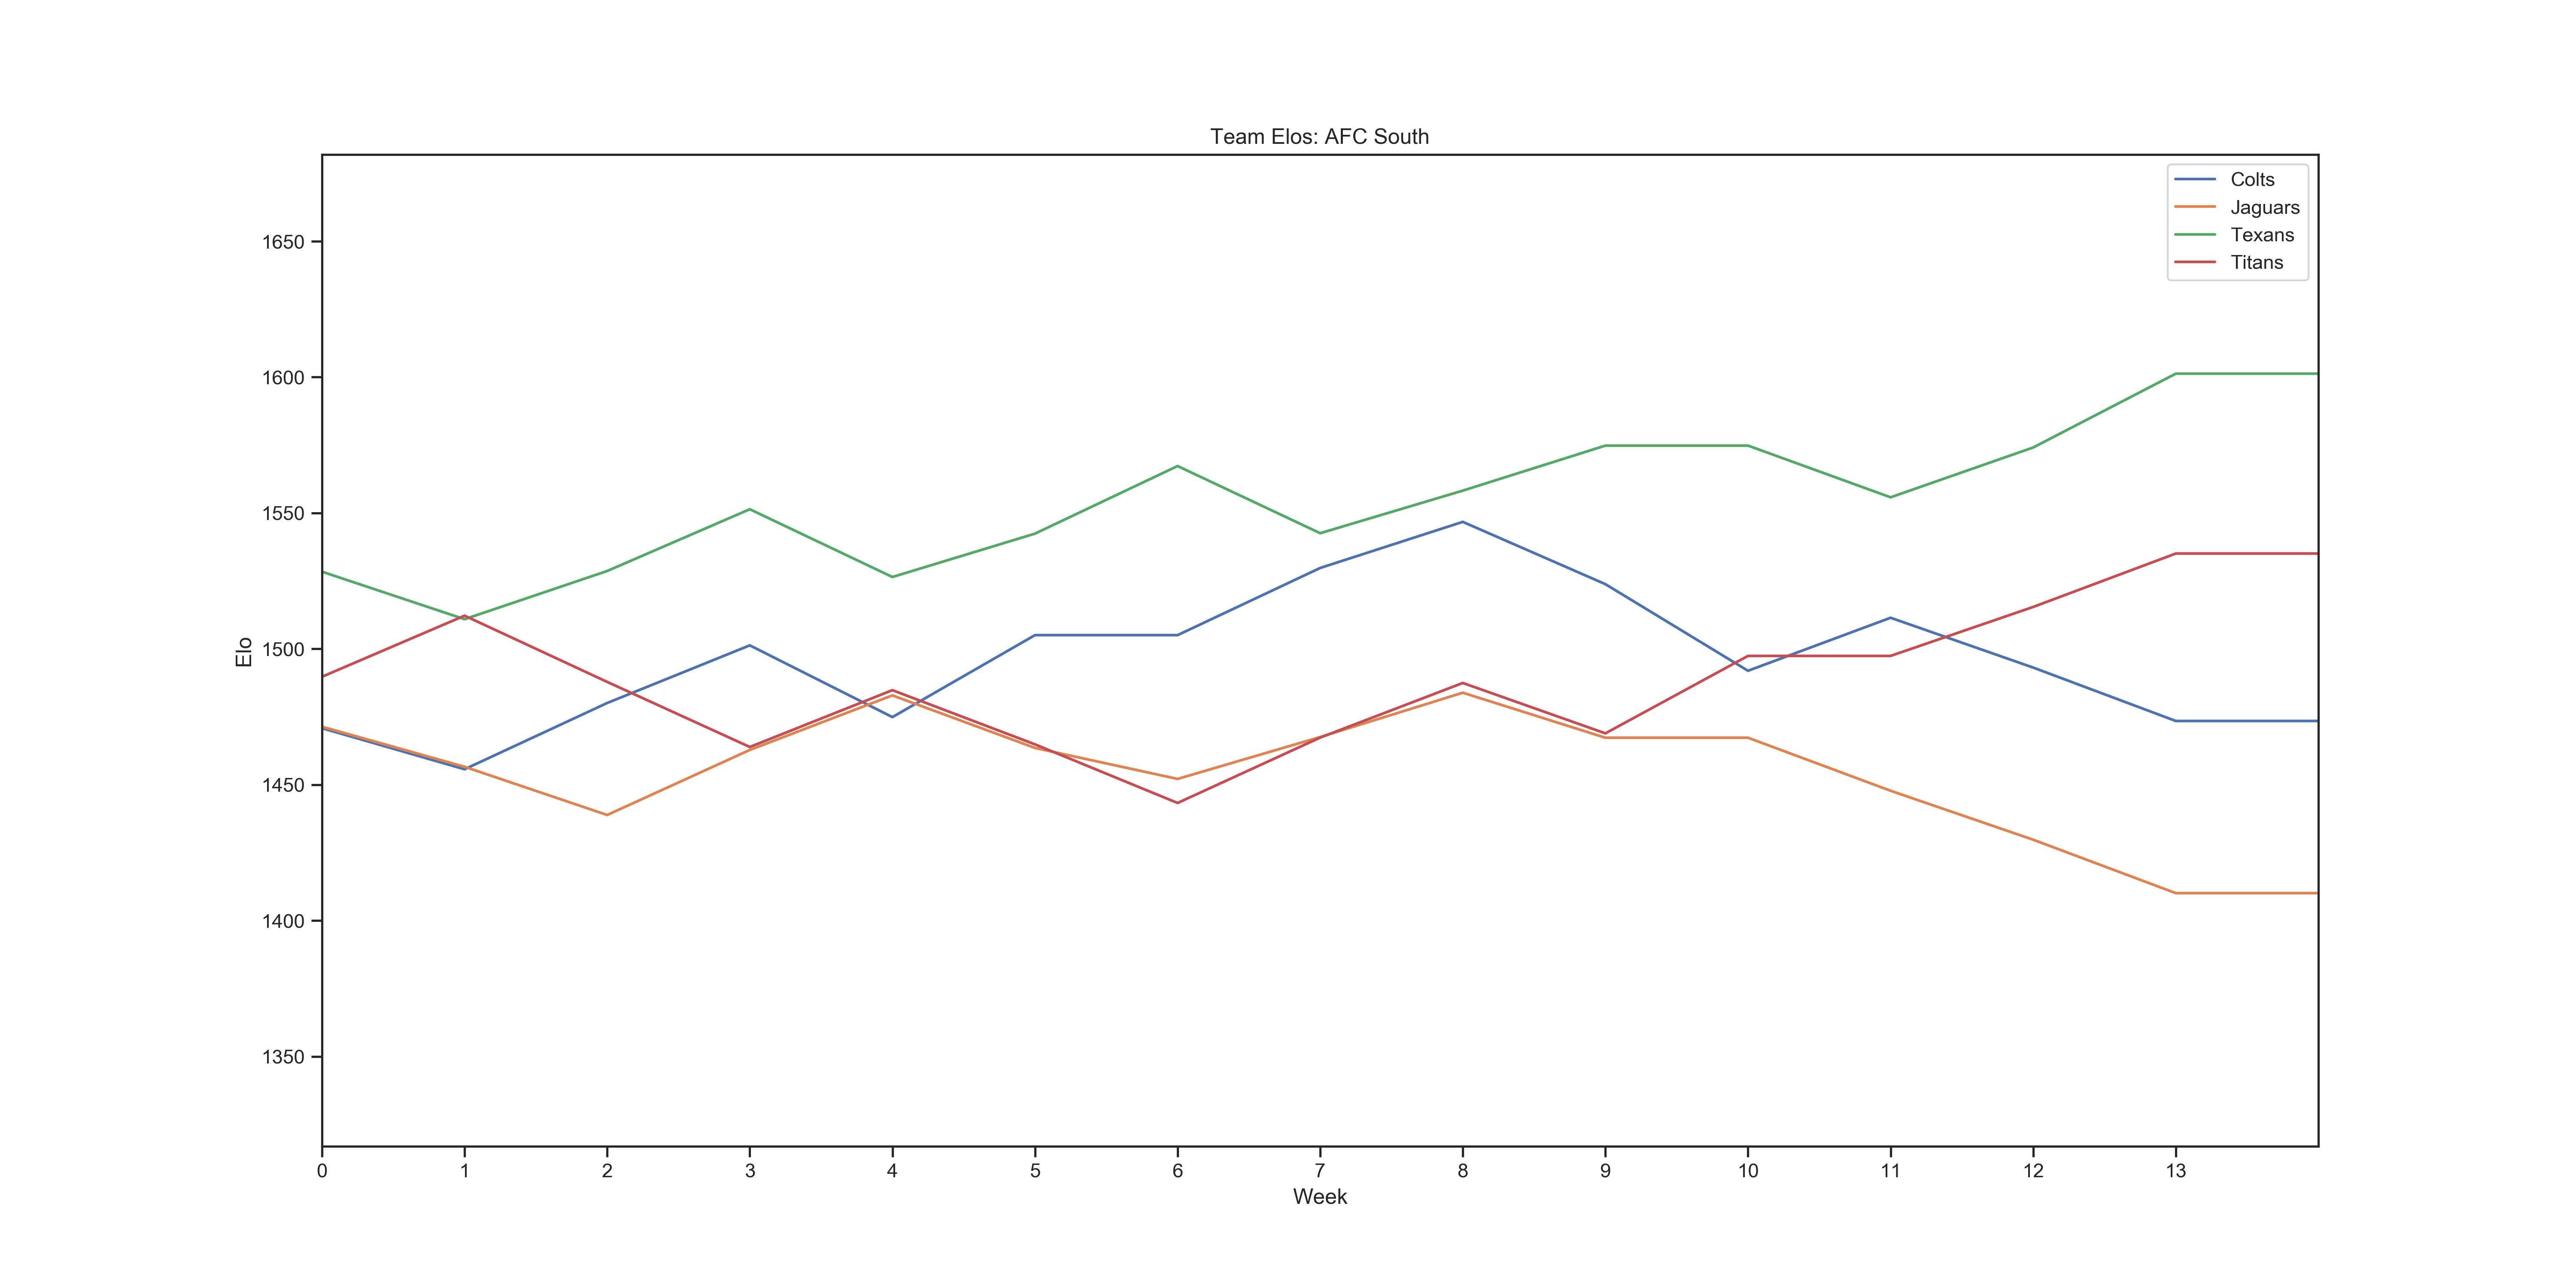 Team Elos: AFC South
Colts
Jaguars
Texans
Titans
1650
1600
1550
1500
1450
1400
1350
Elo
0 1 2 3 4 5 6 7 8 9 10 11 12 13
Week